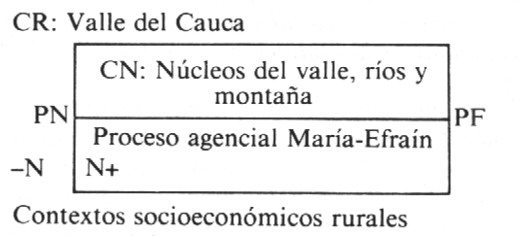 CR: Valle del Cauca
CN: Núcleos del valle, ríos y
montaña
PN
PF
Proceso agencial María-Efraín
–N
N+
Contextos socioeconómicos rurales